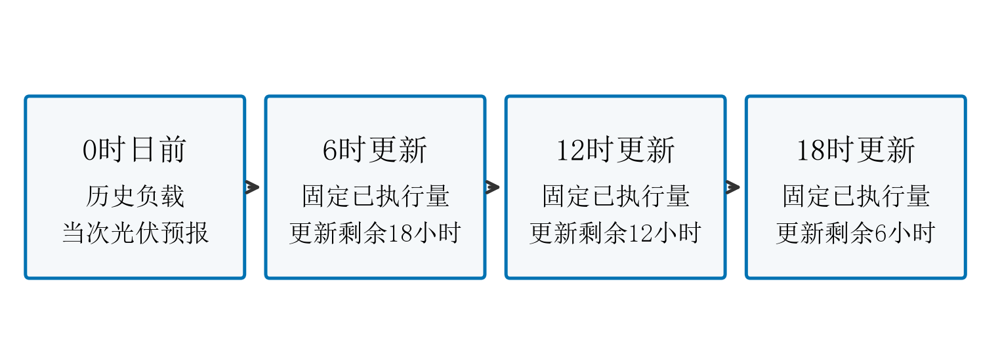 0时日前
历史负载
当次光伏预报
6时更新
固定已执行量
更新剩余18小时
12时更新
固定已执行量
更新剩余12小时
18时更新
固定已执行量
更新剩余6小时